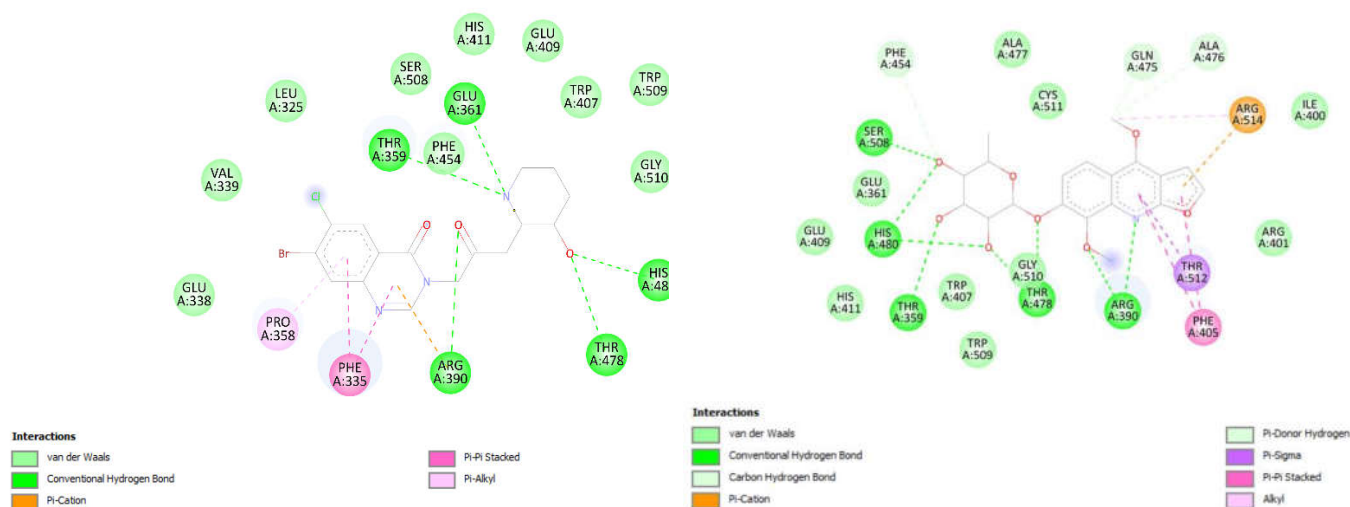 HIS
A:411
GLU
A:409
SER
A:508
TRP
A:509
GLU
A:361
TRP
A:407
LEU
A:325
THR
A:359
PHE
A:454
GLY
A:510
VAL
A:339
N
Cl
O
O
Br
O
N
N
HIS
A:48
GLU
A:338
PRO
A:358
THR
A:478
PHE
A:335
ARG
A:390
Interactions
van der Waals
Conventional Hydrogen Bond
Pi-Cation
Pi-Pi Stacked
Pi-Alkyl
PHE
A:454
ALA
A:477
GLN
A:475
ALA
A:476
CYS
A:511
ARG
A:514
ILE
A:400
SER
A:508
O
O
O
GLU
A:361
O
O
O
N
O
O
O
GLU
A:409
HIS
A:480
ARG
A:401
GLY
A:510
THR
A:512
HIS
A:411
TRP
A:407
THR
A:478
THR
A:359
ARG
A:390
PHE
A:405
TRP
A:509
Interactions
van der Waals
Conventional Hydrogen Bond
Carbon Hydrogen Bond
Pi-Cation
Pi-Donor Hydrogen
Pi-Sigma
Pi-Pi Stacked
Alkyl